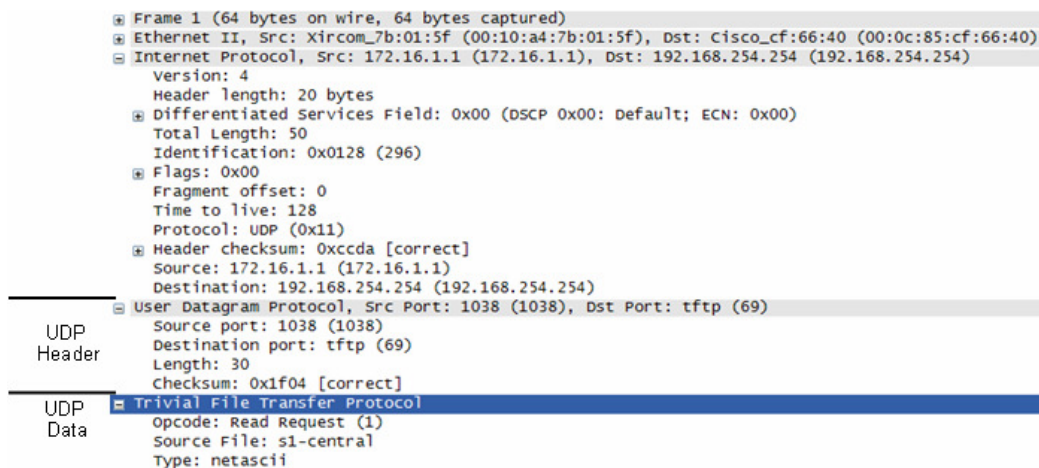 Frame 1 (64 bytes on wire, 64 bytes captured)
Ethernet II, Src: Xircom_7b:01:5f (00:10:a4:7b:01:5f), Dst: Cisco_cf:66:40 (00:0c:85:cf:66:40)
Internet Protocol, Src: 172.16.1.1 (172.16.1.1), Dst: 192.168.254.254 (192.168.254.254)
Version: 4
Header length: 20 bytes
Differentiated Services Field: 0x00 (DSCP 0x00: Default; ECN: 0x00)
Total Length: 50
Identification: 0x0128 (296)
Flags: 0x00
Fragment offset: 0
Time to live: 128
Protocol: UDP (0x11)
Header checksum: 0xccda [correct]
Source: 172.16.1.1 (172.16.1.1)
Destination: 192.168.254.254 (192.168.254.254)
UDP Header
User Datagram Protocol, Src Port: 1038 (1038), Dst Port: tftp (69)
Source port: 1038 (1038)
Destination port: tftp (69)
Length: 30
Checksum: 0x1f04 [correct]
UDP Data
Trivial File Transfer Protocol
Opcode: Read Request (1)
Source File: s1-central
Type: netascii